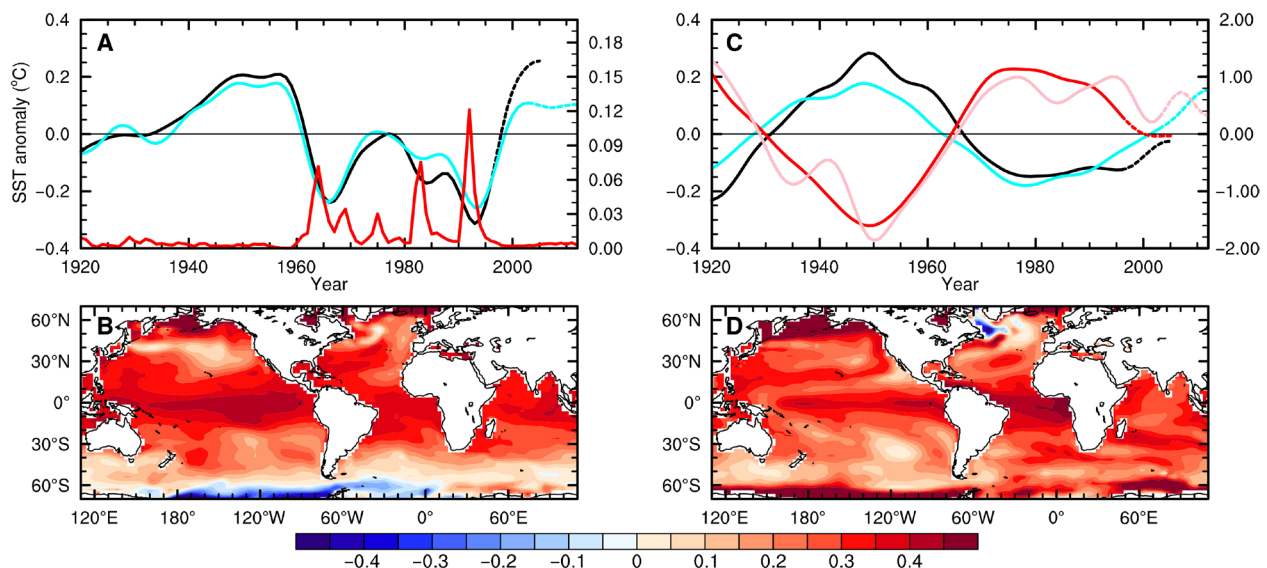 0.4
0.2
0.0
−0.2
−0.4
SST anomaly (°C)
A
0.18
0.15
0.12
0.09
0.06
0.03
0.00
1920 1940 1960 1980 2000
Year
0.4
0.2
0.0
−0.2
−0.4
C
2.00
1.00
0.00
−1.00
−2.00
1920 1940 1960 1980 2000
Year
60°N
30°N
0°
30°S
60°S
B
120°E 180° 120°W 60°W 0° 60°E
60°N
30°N
0°
30°S
60°S
D
120°E 180° 120°W 60°W 0° 60°E
−0.4 −0.3 −0.2 −0.1 0 0.1 0.2 0.3 0.4